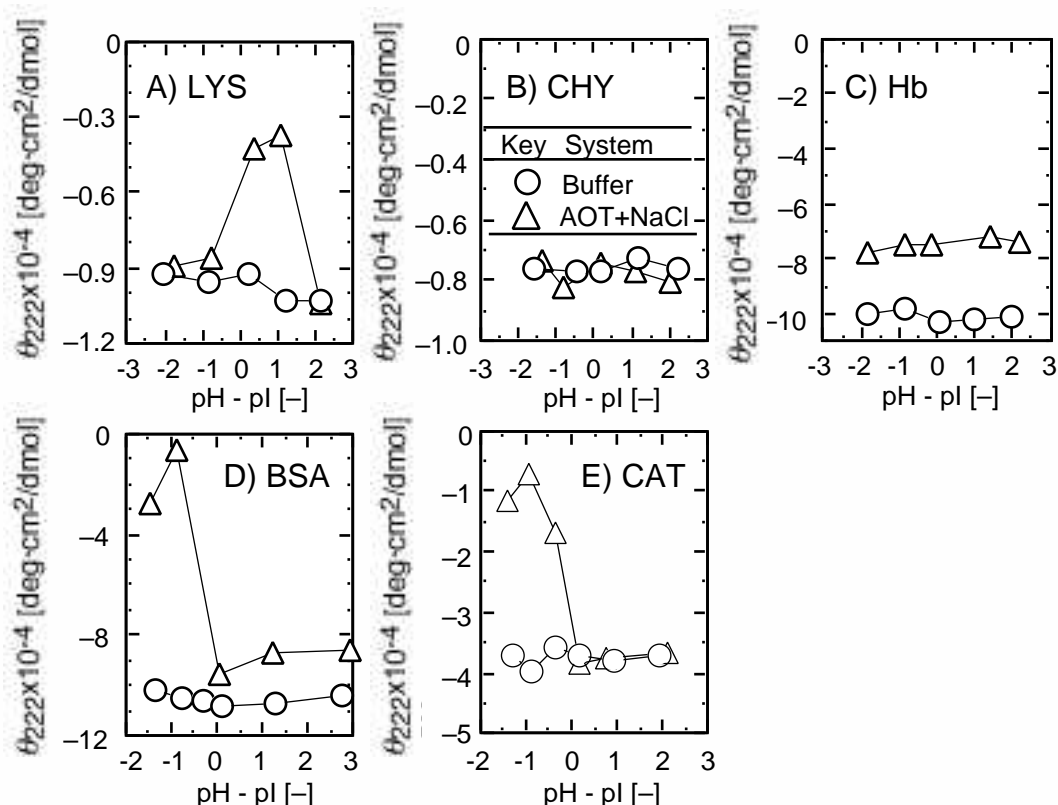 A) LYS
θ222x10-4 [deg·cm2/dmol]
0
–0.3
–0.6
–0.9
–1.2
-3 -2 -1 0 1 2 3
pH - pI [–]
B) CHY
θ222x10-4 [deg·cm2/dmol]
0
–0.2
–0.4
–0.6
–0.8
–1.0
Key System
Buffer
AOT+NaCl
-3 -2 -1 0 1 2 3
pH - pI [–]
C) Hb
θ222x10-4 [deg·cm2/dmol]
0
–2
–4
–6
–8
-10
-3 -2 -1 0 1 2 3
pH - pI [–]
D) BSA
θ222x10-4 [deg·cm2/dmol]
0
–4
–8
–12
-2 -1 0 1 2 3
pH - pI [–]
E) CAT
θ222x10-4 [deg·cm2/dmol]
0
–1
–2
–3
–4
–5
-2 -1 0 1 2 3
pH - pI [–]